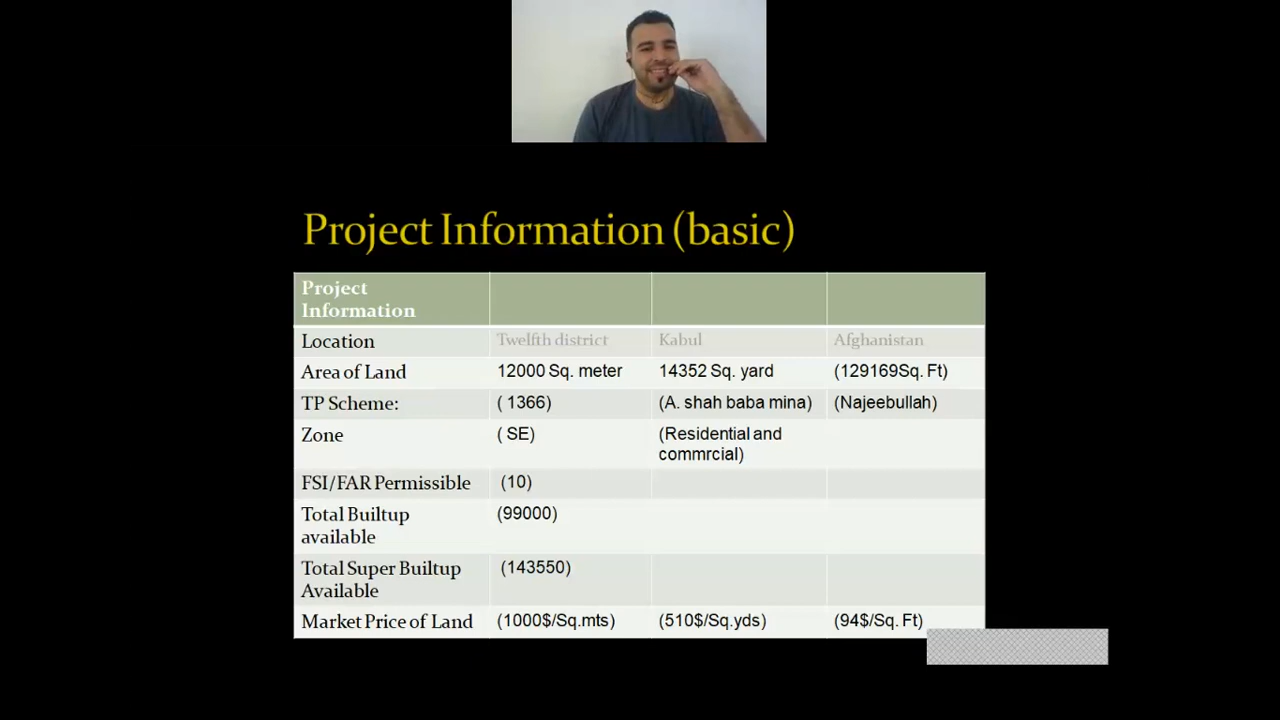 Project Information (basic)
Project
Information
Location Twelfth district Kabul Afghanistan
Area of Land 12000 Sq. meter 14352 Sq. yard (129169Sq. Ft)
TP Scheme: ( 1366) (A. shah baba mina) (Najeebullah)
Zone ( SE) (Residential and
commrcial)
FSI/FAR Permissible (10)
Total Builtup (99000)
available
Total Super Builtup (143550)
Available
Market Price of Land (1000$/Sq.mts) (510$/Sq.yds) (94$/Sq. Ft)